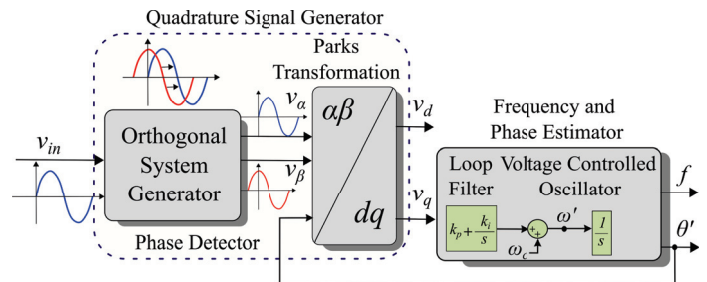 Quadrature Signal Generator
Parks
Transformation
v_in
Orthogonal
System
Generator
v_α
v_β
αβ
dq
Phase Detector
v_d
v_q
Frequency and
Phase Estimator
Loop
Filter
Voltage Controlled
Oscillator
k_p + k_i/s
+
+
ω_c
ω'
1/s
f
θ'